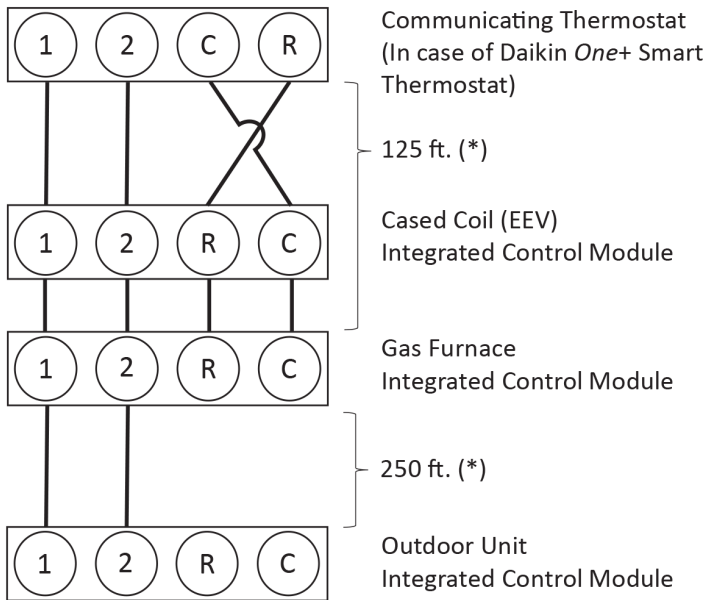 1 2 C R
Communicating Thermostat
(In case of Daikin One+ Smart
Thermostat)
125 ft. (*)
1 2 R C
Cased Coil (EEV)
Integrated Control Module
1 2 R C
Gas Furnace
Integrated Control Module
250 ft. (*)
1 2 R C
Outdoor Unit
Integrated Control Module